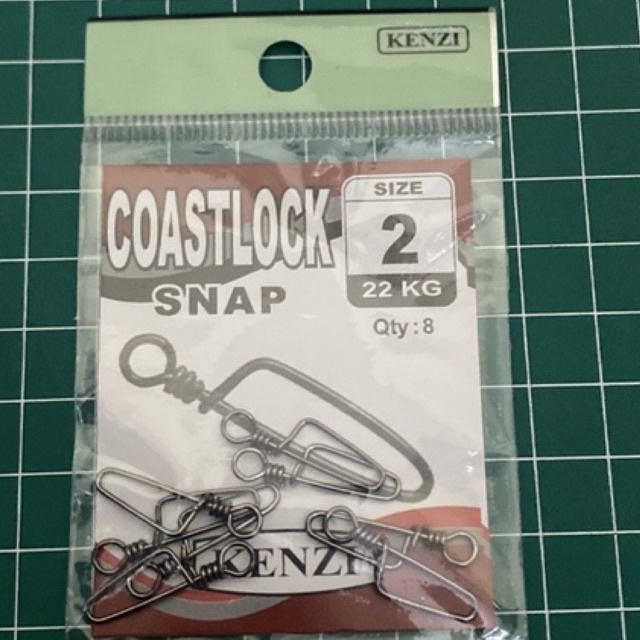 KENZI
COASTLOCK
SNAP
SIZE
2
22 KG
Qty : 8
KENZI